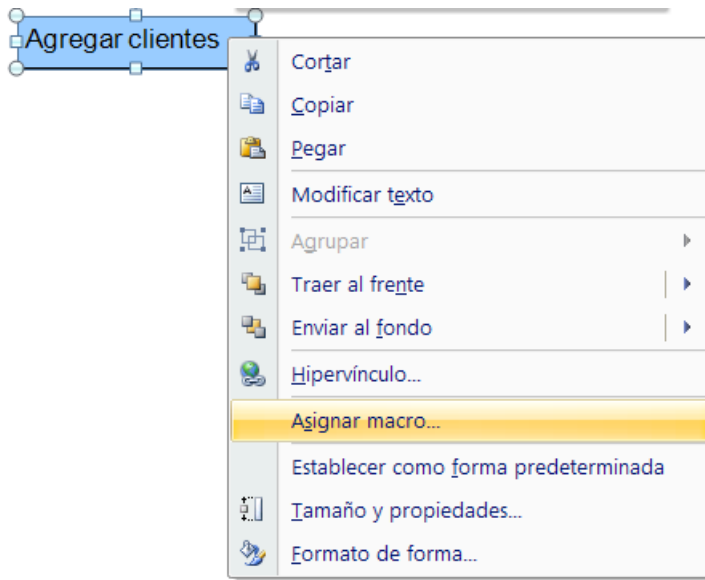 Agregar clientes
Cortar
Copiar
Pegar
Modificar texto
Agrupar
Traer al frente
Enviar al fondo
Hipervínculo...
Asignar macro...
Establecer como forma predeterminada
Tamaño y propiedades...
Formato de forma...